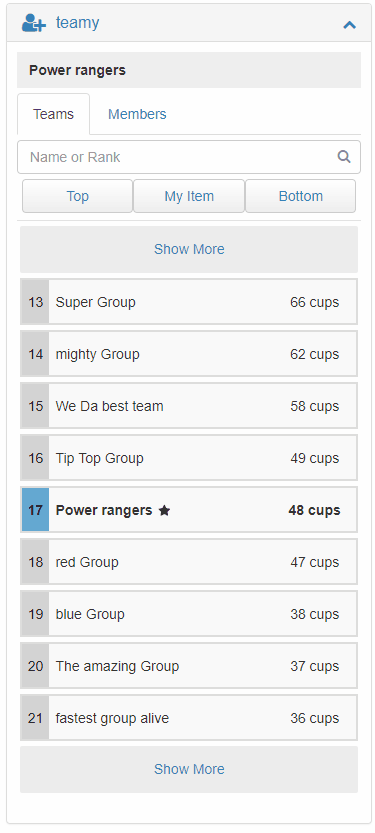 teamy
Power rangers
Teams Members
Name or Rank
Top My Item Bottom
Show More
13 Super Group 66 cups
14 mighty Group 62 cups
15 We Da best team 58 cups
16 Tip Top Group 49 cups
17 Power rangers 48 cups
18 red Group 47 cups
19 blue Group 38 cups
20 The amazing Group 37 cups
21 fastest group alive 36 cups
Show More